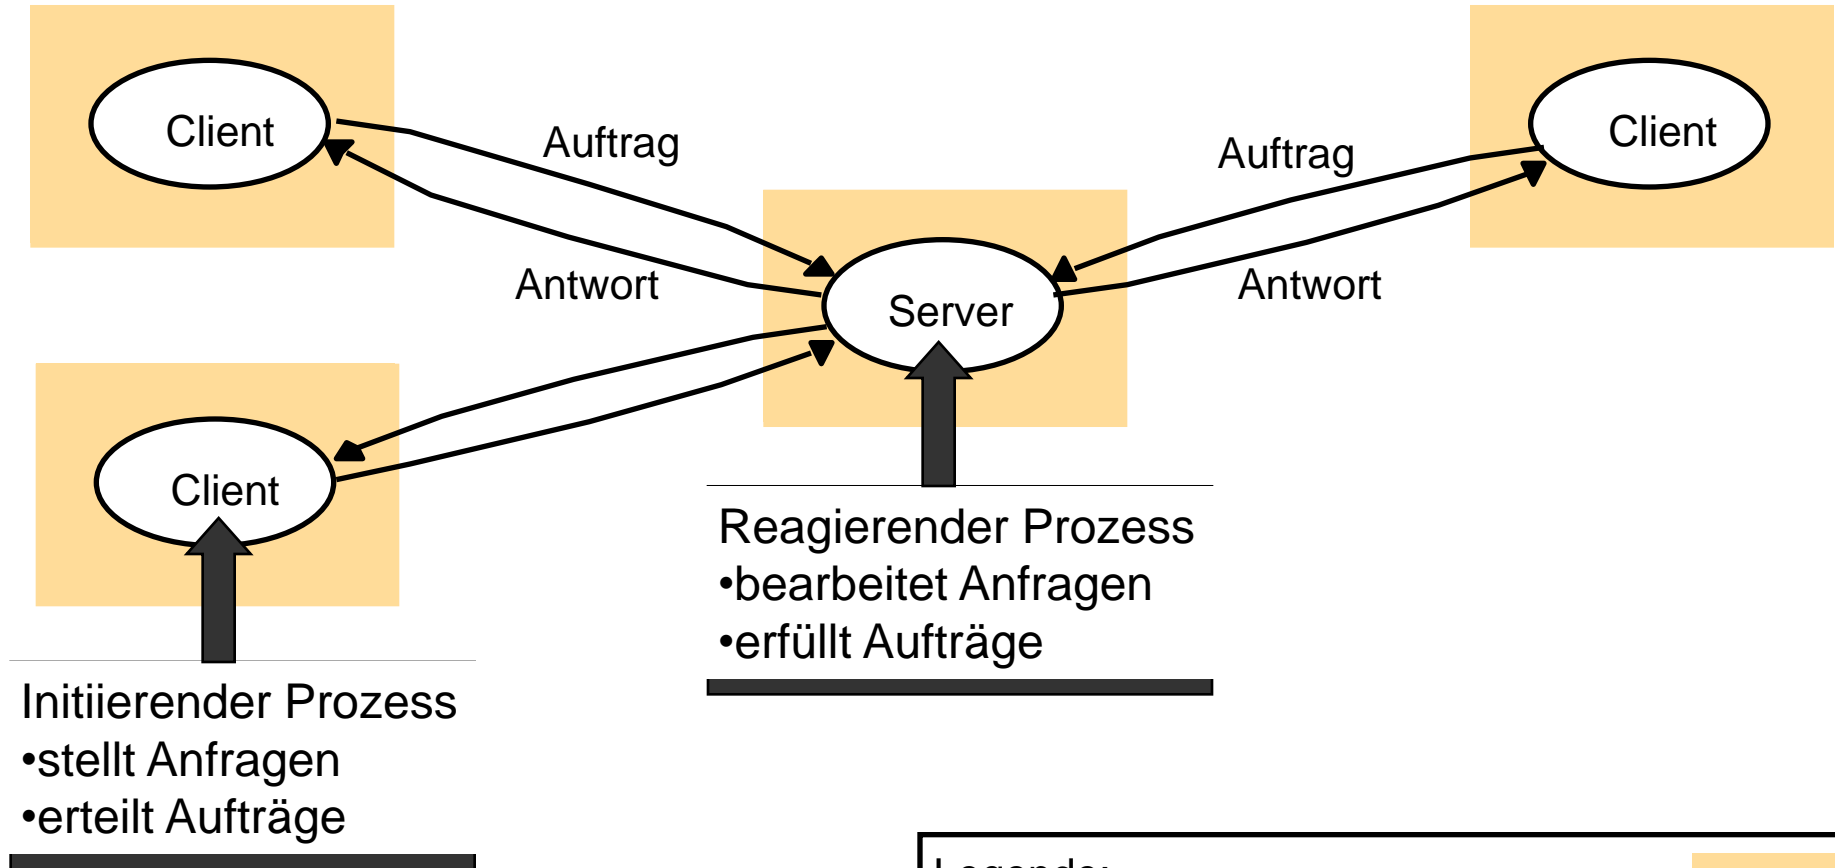 Client
Auftrag
Antwort
Client
Auftrag
Antwort
Server
Client
Reagierender Prozess
•bearbeitet Anfragen
•erfüllt Aufträge
Initiierender Prozess
•stellt Anfragen
•erteilt Aufträge
Legende: